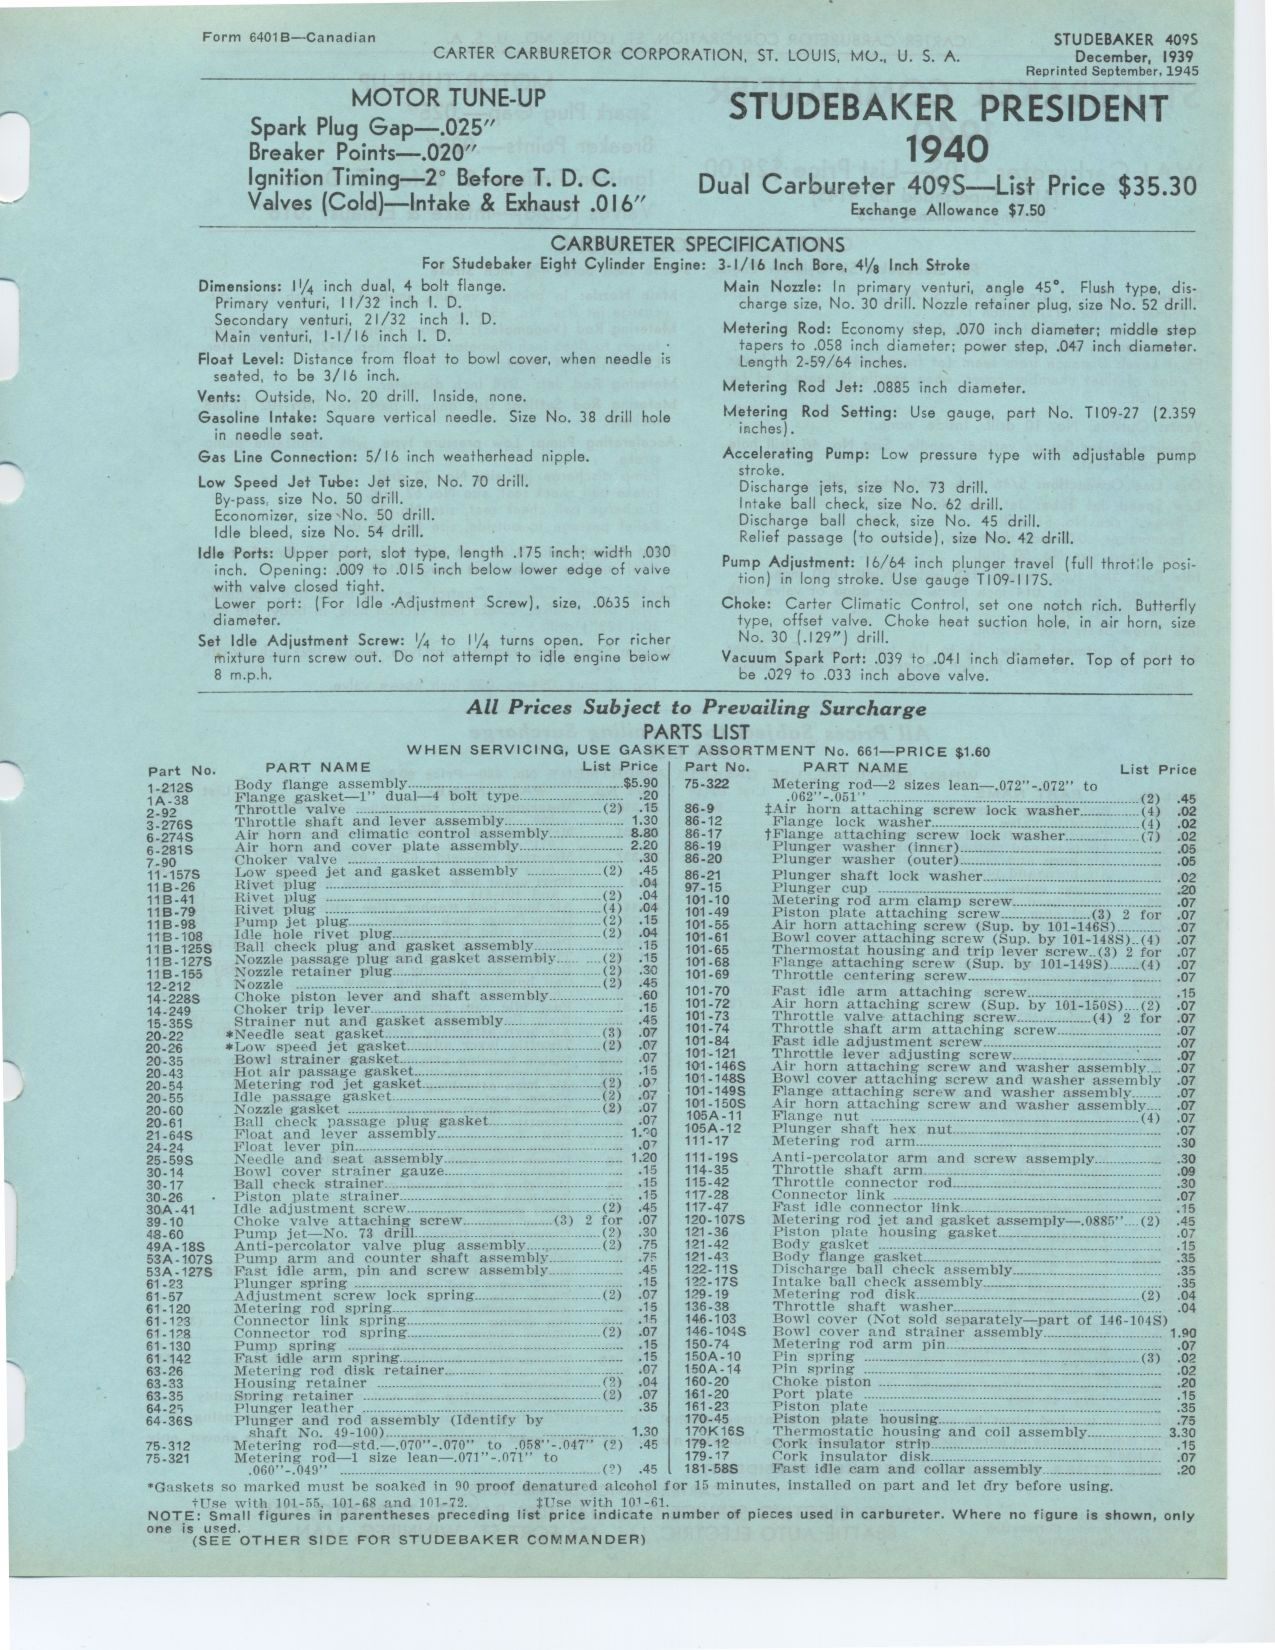 Form 6401B—Canadian
CARTER CARBURETOR CORPORATION, ST. LOUIS, MO., U. S. A.
STUDEBAKER 409S
December, 1939
Reprinted September, 1945
MOTOR TUNE-UP
Spark Plug Gap—.025″
Breaker Points—.020″
Ignition Timing—2° Before T. D. C.
Valves (Cold)—Intake & Exhaust .016″
STUDEBAKER PRESIDENT
1940
Dual Carbureter 409S—List Price $35.30
Exchange Allowance $7.50
CARBURETER SPECIFICATIONS
For Studebaker Eight Cylinder Engine: 3-1/16 Inch Bore, 4⅛ Inch Stroke
Dimensions: 1¼ inch dual, 4 bolt flange.
Primary venturi, 11/32 inch I. D.
Secondary venturi, 21/32 inch I. D.
Main venturi, 1-1/16 inch I. D.
Float Level: Distance from float to bowl cover, when needle is
seated, to be 3/16 inch.
Vents: Outside, No. 20 drill. Inside, none.
Gasoline Intake: Square vertical needle. Size No. 38 drill hole
in needle seat.
Gas Line Connection: 5/16 inch weatherhead nipple.
Low Speed Jet Tube: Jet size, No. 70 drill.
By-pass, size No. 50 drill.
Economizer, size No. 50 drill.
Idle bleed, size No. 54 drill.
Idle Ports: Upper port, slot type, length .175 inch; width .030
inch. Opening: .009 to .015 inch below lower edge of valve
with valve closed tight.
Lower port: (For Idle Adjustment Screw), size, .0635 inch
diameter.
Set Idle Adjustment Screw: ¼ to 1¼ turns open. For richer
mixture turn screw out. Do not attempt to idle engine below
8 m.p.h.
Main Nozzle: In primary venturi, angle 45°. Flush type, dis-
charge size, No. 30 drill. Nozzle retainer plug, size No. 52 drill.
Metering Rod: Economy step, .070 inch diameter; middle step
tapers to .058 inch diameter; power step, .047 inch diameter.
Length 2-59/64 inches.
Metering Rod Jet: .0885 inch diameter.
Metering Rod Setting: Use gauge, part No. T109-27 (2.359
inches).
Accelerating Pump: Low pressure type with adjustable pump
stroke.
Discharge jets, size No. 73 drill.
Intake ball check, size No. 62 drill.
Discharge ball check, size No. 45 drill.
Relief passage (to outside), size No. 42 drill.
Pump Adjustment: 16/64 inch plunger travel (full throttle posi-
tion) in long stroke. Use gauge T109-117S.
Choke: Carter Climatic Control, set one notch rich. Butterfly
type, offset valve. Choke heat suction hole, in air horn, size
No. 30 (.129″) drill.
Vacuum Spark Port: .039 to .041 inch diameter. Top of port to
be .029 to .033 inch above valve.
All Prices Subject to Prevailing Surcharge
PARTS LIST
WHEN SERVICING, USE GASKET ASSORTMENT No. 661—PRICE $1.60
Part No. PART NAME List Price
1-212S Body flange assembly $5.90
1A-38 Flange gasket—1" dual—4 bolt type .20
2-92 Throttle valve (2) .15
3-276S Throttle shaft and lever assembly 1.30
6-274S Air horn and climatic control assembly 8.80
6-281S Air horn and cover plate assembly 2.20
7-90 Choker valve .30
11-157S Low speed jet and gasket assembly (2) .45
11B-26 Rivet plug .04
11B-41 Rivet plug (2) .04
11B-79 Rivet plug (4) .04
11B-98 Pump jet plug (2) .15
11B-108 Idle hole rivet plug (2) .04
11B-125S Ball check plug and gasket assembly .15
11B-127S Nozzle passage plug and gasket assembly (2) .15
11B-155 Nozzle retainer plug (2) .30
12-212 Nozzle (2) .45
14-228S Choke piston lever and shaft assembly .60
14-249 Choker trip lever .15
15-35S Strainer nut and gasket assembly .45
20-22 *Needle seat gasket (3) .07
20-26 *Low speed jet gasket (2) .07
20-35 Bowl strainer gasket .07
20-43 Hot air passage gasket .15
20-54 Metering rod jet gasket (2) .07
20-55 Idle passage gasket (2) .07
20-60 Nozzle gasket (2) .07
20-61 Ball check passage plug gasket .07
21-64S Float and lever assembly
24-24 Float lever pin .07
25-59S Needle and seat assembly 1.20
30-14 Bowl cover strainer gauze .15
30-17 Ball check strainer .15
30-26 Piston plate strainer .15
30A-41 Idle adjustment screw (2) .45
39-10 Choke valve attaching screw (3) 2 for .07
48-60 Pump jet—No. 73 drill (2) .30
49A-18S Anti-percolator valve plug assembly (2) .75
53A-107S Pump arm and counter shaft assembly .75
53A-127S Fast idle arm, pin and screw assembly .45
61-23 Plunger spring .15
61-57 Adjustment screw lock spring (2) .07
61-120 Metering rod spring .15
61-123 Connector link spring .15
61-128 Connector rod spring (2) .07
61-130 Pump spring .15
61-142 Fast idle arm spring .15
63-26 Metering rod disk retainer .07
63-33 Housing retainer (2) .04
63-35 Spring retainer (2) .07
64-25 Plunger leather .35
64-36S Plunger and rod assembly (Identify by
shaft No. 49-100) 1.30
75-312 Metering rod—std.—.070"-.070" to .058"-.047" (2) .45
75-321 Metering rod—1 size lean—.071"-.071" to
.060"-.049" (2) .45
Part No. PART NAME List Price
75-322 Metering rod—2 sizes lean—.072"-.072" to
.062"-.051" (2) .45
86-9 ‡Air horn attaching screw lock washer (4) .02
86-12 Flange lock washer (4) .02
86-17 †Flange attaching screw lock washer (7) .02
86-19 Plunger washer (inner) .05
86-20 Plunger washer (outer) .05
86-21 Plunger shaft lock washer .02
97-15 Plunger cup .20
101-10 Metering rod arm clamp screw .07
101-49 Piston plate attaching screw (3) 2 for .07
101-55 Air horn attaching screw (Sup. by 101-146S) .07
101-61 Bowl cover attaching screw (Sup. by 101-148S) (4) .07
101-65 Thermostat housing and trip lever screw (3) 2 for .07
101-68 Flange attaching screw (Sup. by 101-149S) (4) .07
101-69 Throttle centering screw .07
101-70 Fast idle arm attaching screw .15
101-72 Air horn attaching screw (Sup. by 101-150S) (2) .07
101-73 Throttle valve attaching screw (4) 2 for .07
101-74 Throttle shaft arm attaching screw .07
101-84 Fast idle adjustment screw .07
101-121 Throttle lever adjusting screw .07
101-146S Air horn attaching screw and washer assembly .07
101-148S Bowl cover attaching screw and washer assembly .07
101-149S Flange attaching screw and washer assembly .07
101-150S Air horn attaching screw and washer assembly .07
105A-11 Flange nut (4) .07
105A-12 Plunger shaft hex nut .07
111-17 Metering rod arm .30
111-19S Anti-percolator arm and screw assemply .30
114-35 Throttle shaft arm .09
115-42 Throttle connector rod .30
117-28 Connector link .07
117-47 Fast idle connector link .15
120-107S Metering rod jet and gasket assemply—.0885" (2) .45
121-36 Piston plate housing gasket .07
121-42 Body gasket .15
121-43 Body flange gasket .35
122-11S Discharge ball check assembly .35
122-17S Intake ball check assembly .35
129-19 Metering rod disk (2) .04
136-38 Throttle shaft washer .04
146-103 Bowl cover (Not sold separately—part of 146-104S)
146-104S Bowl cover and strainer assembly 1.90
150-74 Metering rod arm pin .07
150A-10 Pin spring (3) .02
150A-14 Pin spring .02
160-20 Choke piston .20
161-20 Port plate .15
161-23 Piston plate .35
170-45 Piston plate housing .75
170K16S Thermostatic housing and coil assembly 3.30
179-12 Cork insulator strip .15
179-17 Cork insulator disk .07
181-58S Fast idle cam and collar assembly .20
*Gaskets so marked must be soaked in 90 proof denatured alcohol for 15 minutes, installed on part and let dry before using.
†Use with 101-55, 101-68 and 101-72. ‡Use with 101-61.
NOTE: Small figures in parentheses preceding list price indicate number of pieces used in carbureter. Where no figure is shown, only
one is used.
(SEE OTHER SIDE FOR STUDEBAKER COMMANDER)